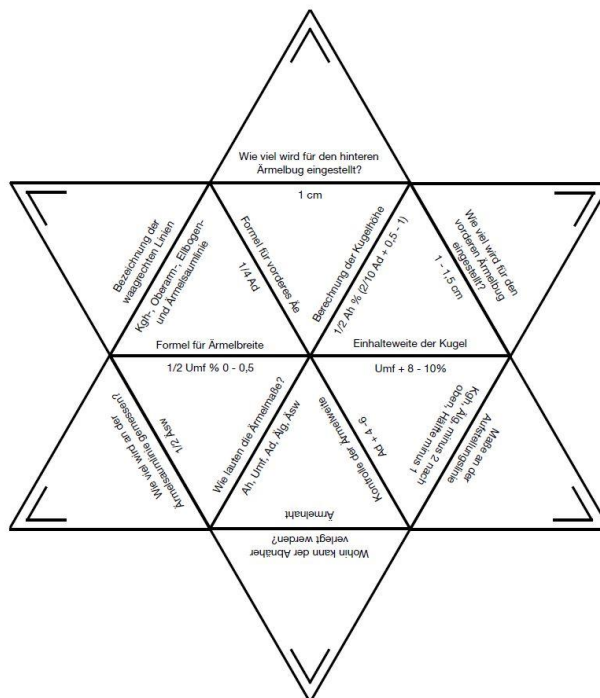 Wie viel wird für den hinteren
Ärmelbug eingestellt?
1 cm
Bezeichnung der
waagrechten Linien
Kgl-, Oberarm-, Ellbogen-
und Ärmelsaumlinie
Formel für vorderes Äe
1/4 Ad
Berechnung der Kugelhöhe
1/2 Ah % (2/10 Ad + 0,5 - 1)
Wie viel wird für den
vorderen Ärmelbug
eingestellt?
1 - 1,5 cm
Formel für Ärmelbreite
1/2 Umf % 0 - 0,5
Einhalteweite der Kugel
Umf + 8 - 10%
Wie viel wird an der
Ärmelsaumlinie gemessen?
1/2 Äsw
Wie lauten die Ärmelmaße?
Ah, Umf, Ad, Älg, Äsw
Kontrolle der Ärmelweite
Ad + 4 -6
Maße an der
Aufstellungslinie
Kgh, Älg, minus 2 nach
oben, Hälfte minus 1
Ärmelnaht
Wohin kann der Abnäher
verlegt werden?